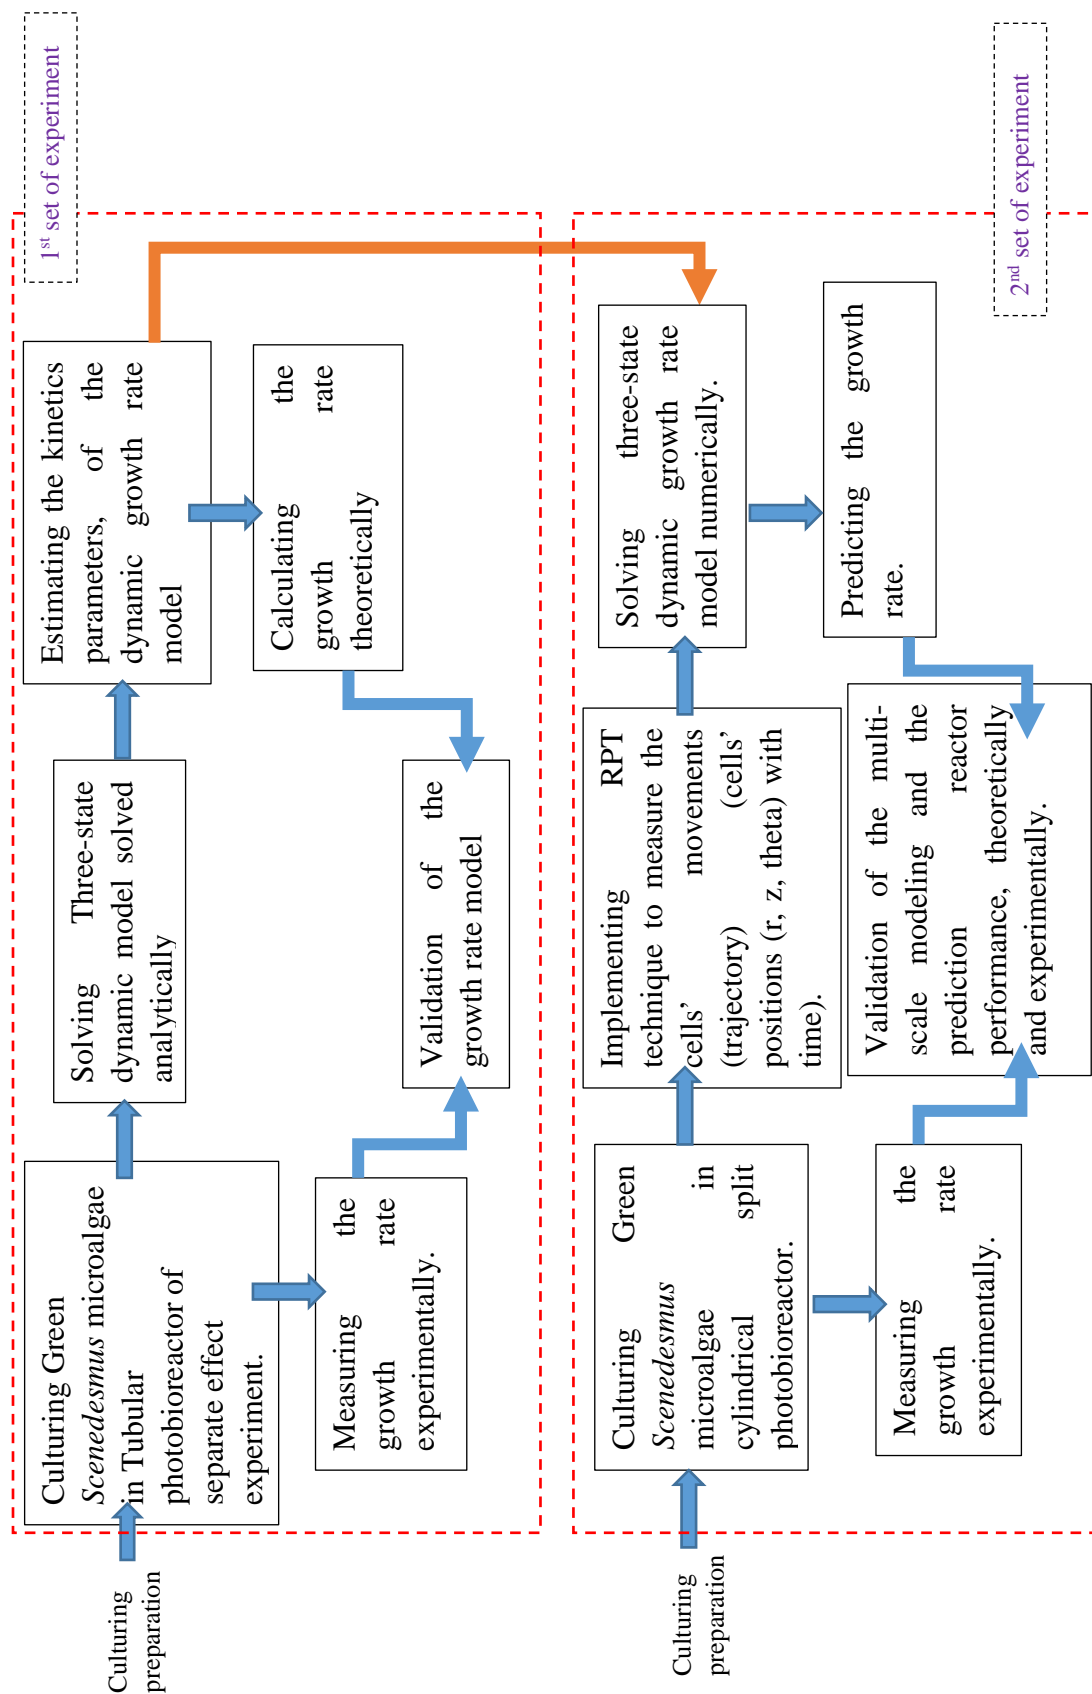 1st set of experiment
Culturing
preparation
Culturing Green
Scenedesmus microalgae
in Tubular
photobioreactor of
separate effect
experiment.
Solving Three-state
dynamic model solved
analytically
Estimating the kinetics
parameters, of the
dynamic growth rate
model
Measuring the
growth rate
experimentally.
Validation of the
growth rate model
Calculating the
growth rate
theoretically
2nd set of experiment
Culturing
preparation
Culturing Green
Scenedesmus
microalgae in
cylindrical split
photobioreactor.
Implementing RPT
technique to measure the
cells’ movements
(trajectory) (cells’
positions (r, z, theta) with
time).
Solving three-state
dynamic growth rate
model numerically.
Measuring the
growth rate
experimentally.
Validation of the multi-
scale modeling and the
prediction reactor
performance, theoretically
and experimentally.
Predicting the growth
rate.